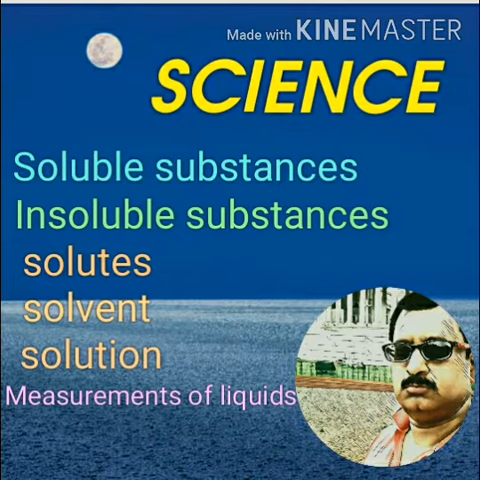 Made with KINEMASTER
SCIENCE
Soluble substances
Insoluble substances
solutes
solvent
solution
Measurements of liquids